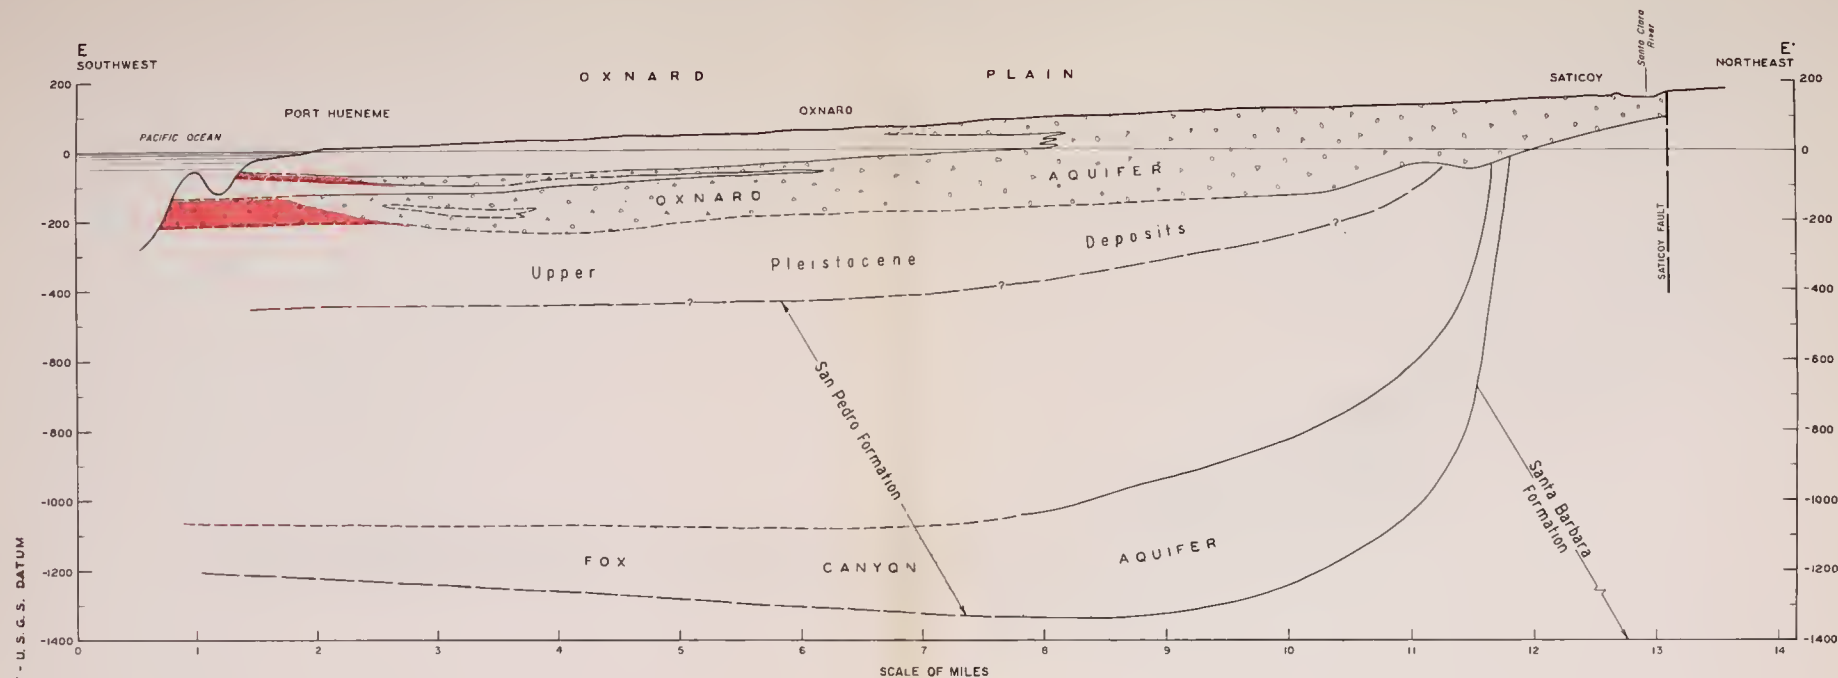 E
SOUTHWEST
OXNARD PLAIN
Santa Clara
River
E'
NORTHEAST
200
SATICOY
200
PORT HUENEME
OXNARD
PACIFIC OCEAN
0
0
AQUIFER
OXNARD
-200
-200
SATICOY FAULT
?
Deposits
Upper Pleistocene
?
-400
?
-400
-600
-600
San Pedro Formation
-800
-800
Santa Barbara
Formation
-1000
-1000
FOX CANYON AQUIFER
-1200
-1200
-1400
-1400
- U.S.G.S. DATUM
0 1 2 3 4 5 6 7 8 9 10 11 12 13 14
SCALE OF MILES